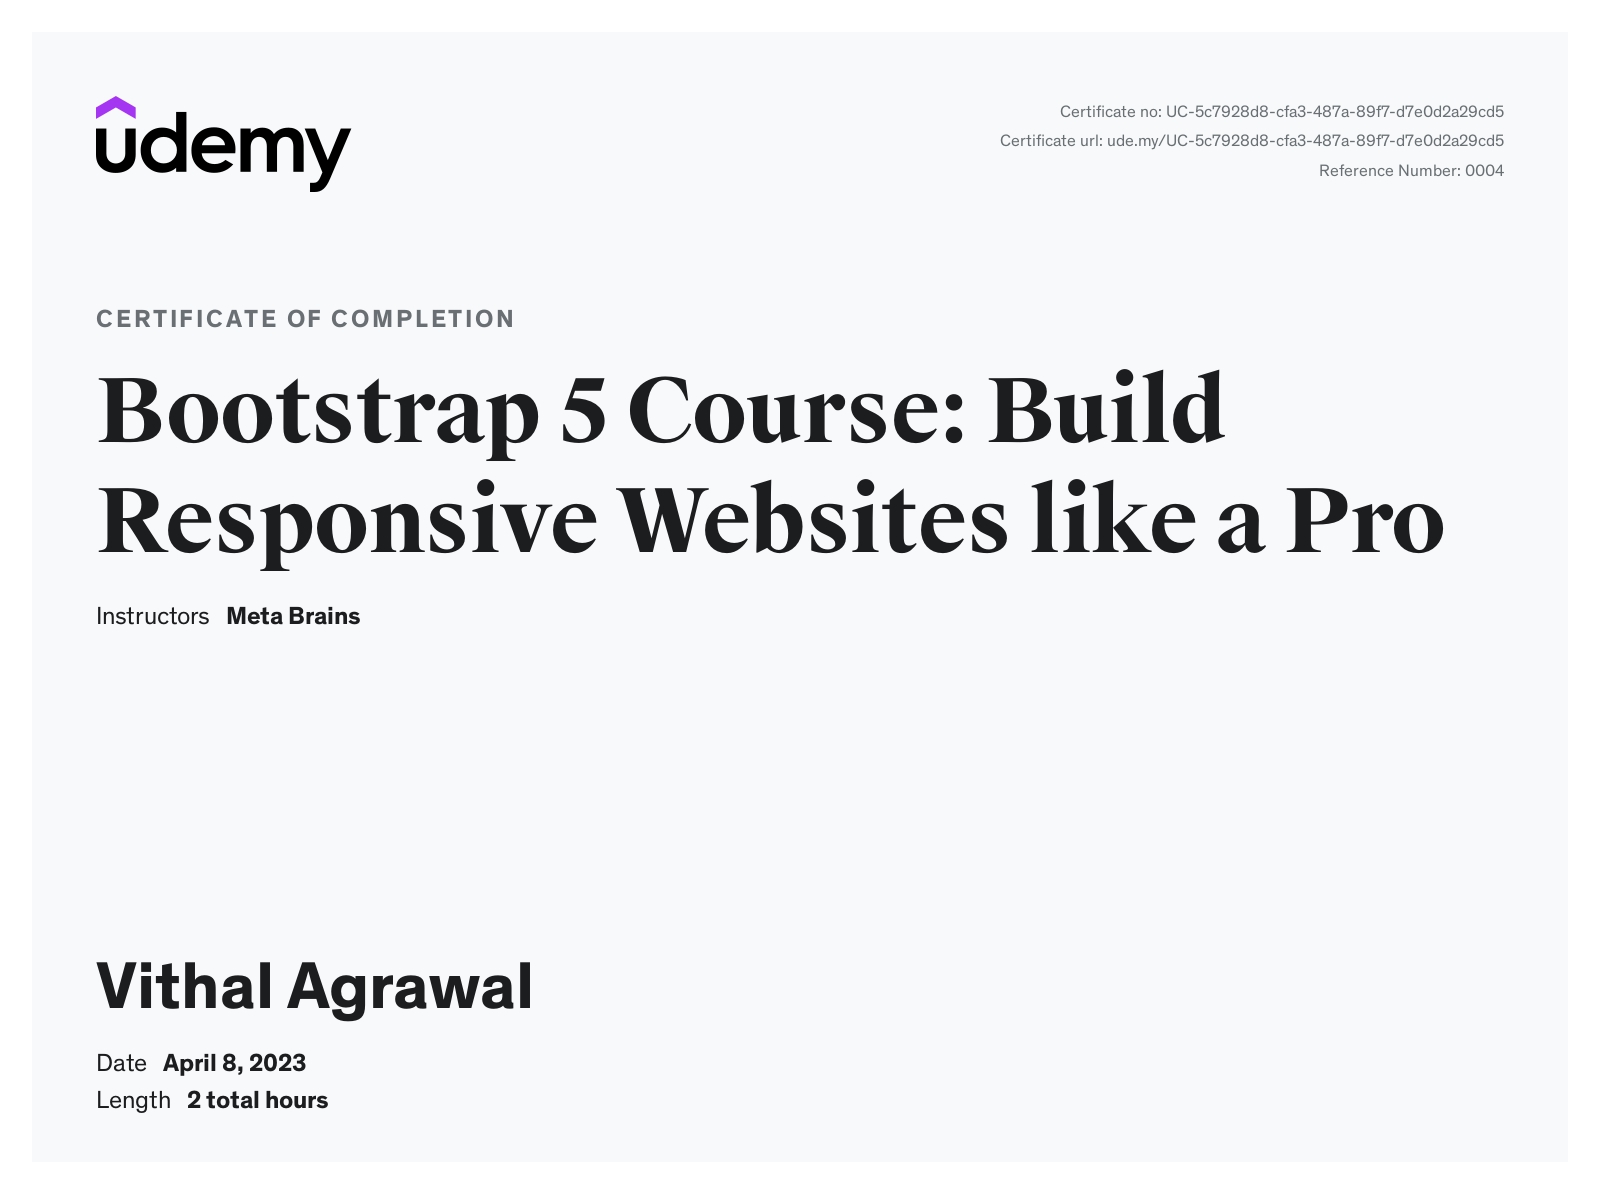 udemy
Certificate no: UC-5c7928d8-cfa3-487a-89f7-d7e0d2a29cd5
Certificate url: ude.my/UC-5c7928d8-cfa3-487a-89f7-d7e0d2a29cd5
Reference Number: 0004
CERTIFICATE OF COMPLETION
Bootstrap 5 Course: Build
Responsive Websites like a Pro
Instructors Meta Brains
Vithal Agrawal
Date April 8, 2023
Length 2 total hours